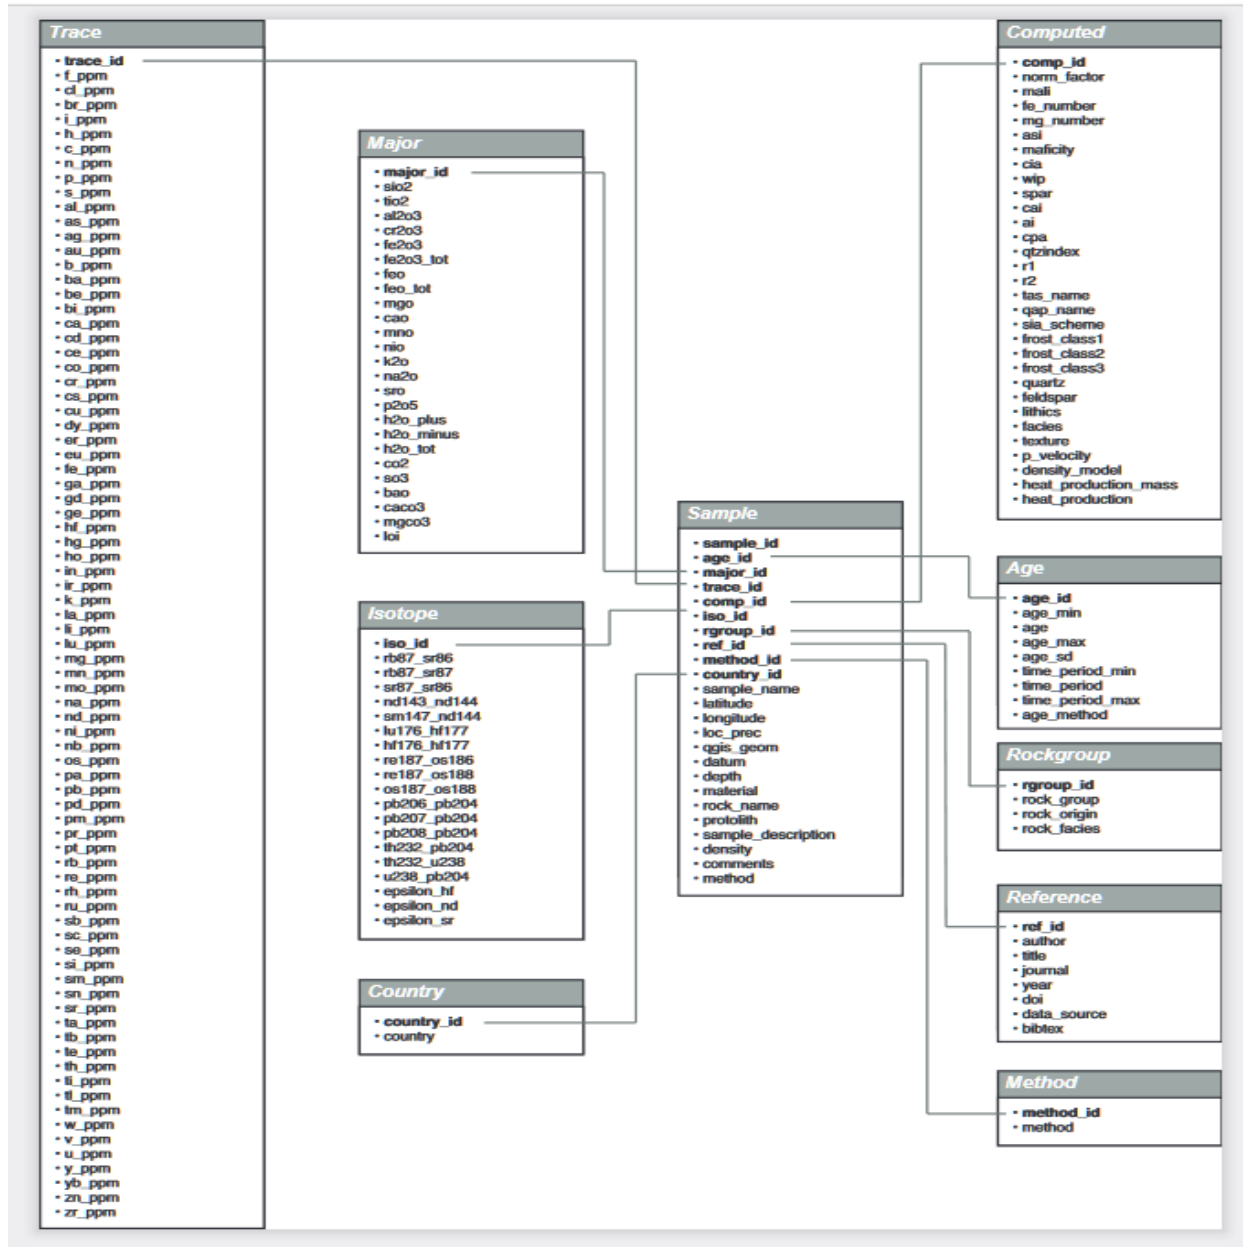 Trace
• trace_id
• f_ppm
• cl_ppm
• br_ppm
• i_ppm
• h_ppm
• c_ppm
• n_ppm
• p_ppm
• s_ppm
• al_ppm
• as_ppm
• ag_ppm
• au_ppm
• b_ppm
• ba_ppm
• be_ppm
• bi_ppm
• ca_ppm
• cd_ppm
• ce_ppm
• co_ppm
• cr_ppm
• cs_ppm
• cu_ppm
• dy_ppm
• er_ppm
• eu_ppm
• fe_ppm
• ga_ppm
• gd_ppm
• ge_ppm
• hf_ppm
• hg_ppm
• ho_ppm
• in_ppm
• ir_ppm
• k_ppm
• la_ppm
• li_ppm
• lu_ppm
• mg_ppm
• mn_ppm
• mo_ppm
• na_ppm
• nd_ppm
• ni_ppm
• nb_ppm
• os_ppm
• pa_ppm
• pb_ppm
• pd_ppm
• pm_ppm
• pr_ppm
• pt_ppm
• rb_ppm
• re_ppm
• rh_ppm
• ru_ppm
• sb_ppm
• sc_ppm
• se_ppm
• si_ppm
• sm_ppm
• sn_ppm
• sr_ppm
• ta_ppm
• tb_ppm
• te_ppm
• th_ppm
• ti_ppm
• tl_ppm
• tm_ppm
• w_ppm
• v_ppm
• u_ppm
• y_ppm
• yb_ppm
• zn_ppm
• zr_ppm
Major
• major_id
• sio2
• tio2
• al2o3
• cr2o3
• fe2o3
• fe2o3_tot
• feo
• feo_tot
• mgo
• cao
• mno
• nio
• k2o
• na2o
• sro
• p2o5
• h2o_plus
• h2o_minus
• h2o_tot
• co2
• so3
• bao
• caco3
• mgco3
• loi
Isotope
• iso_id
• rb87_sr86
• rb87_sr87
• sr87_sr86
• nd143_nd144
• sm147_nd144
• lu176_hf177
• hf176_hf177
• re187_os186
• re187_os188
• os187_os188
• pb206_pb204
• pb207_pb204
• pb208_pb204
• th232_pb204
• th232_u238
• u238_pb204
• epsilon_hf
• epsilon_nd
• epsilon_sr
Country
• country_id
• country
Sample
• sample_id
• age_id
• major_id
• trace_id
• comp_id
• iso_id
• rgroup_id
• ref_id
• method_id
• country_id
• sample_name
• latitude
• longitude
• loc_prec
• qgis_geom
• datum
• depth
• material
• rock_name
• protolith
• sample_description
• density
• comments
• method
Computed
• comp_id
• norm_factor
• mali
• fe_number
• mg_number
• asi
• maficity
• cia
• wip
• spar
• cai
• ai
• cpa
• qtzindex
• r1
• r2
• tas_name
• qap_name
• sia_scheme
• frost_class1
• frost_class2
• frost_class3
• quartz
• feldspar
• lithics
• facies
• texture
• p_velocity
• density_model
• heat_production_mass
• heat_production
Age
• age_id
• age_min
• age
• age_max
• age_sd
• time_period_min
• time_period
• time_period_max
• age_method
Rockgroup
• rgroup_id
• rock_group
• rock_origin
• rock_facies
Reference
• ref_id
• author
• title
• journal
• year
• doi
• data_source
• bibtex
Method
• method_id
• method